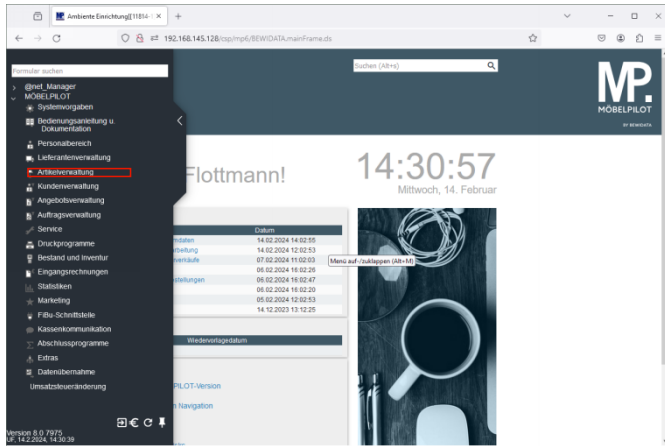 Ambiente Einrichtung[[11814-1
192.168.145.128/csp/mp6/BEWIDATA.mainFrame.cls
Formular suchen
Suchen (Alt+s)
@net_Manager
MÖBELPILOT
Systemvorgaben
Bedienungsanleitung u.
Dokumentation
Personalbereich
Lieferantenverwaltung
Artikelverwaltung
Kundenverwaltung
Angebotsverwaltung
Auftragsverwaltung
Service
Druckprogramme
Bestand und Inventur
Eingangsrechnungen
Statistiken
Marketing
FiBu-Schnittstelle
Kassenkommunikation
Abschlussprogramme
Extras
Datenübernahme
Umsatzsteueränderung
Version 8.0 7975
UF, 14.2.2024, 14:30:39
MP.
MÖBELPILOT
BY BEWIDATA
Flottmann!
14:30:57
Mittwoch, 14. Februar
Datum
mdaten 14.02.2024 14:02:55
arbeitung 14.02.2024 12:02:53
verkäufe 07.02.2024 11:02:03
06.02.2024 16:02:26
stellungen 06.02.2024 16:02:47
06.02.2024 16:02:20
05.02.2024 12:02:53
14.12.2023 13:12:25
Menü auf-/zuklappen (Alt+M)
Wiedervorlagedatum
PILOT-Version
n Navigation